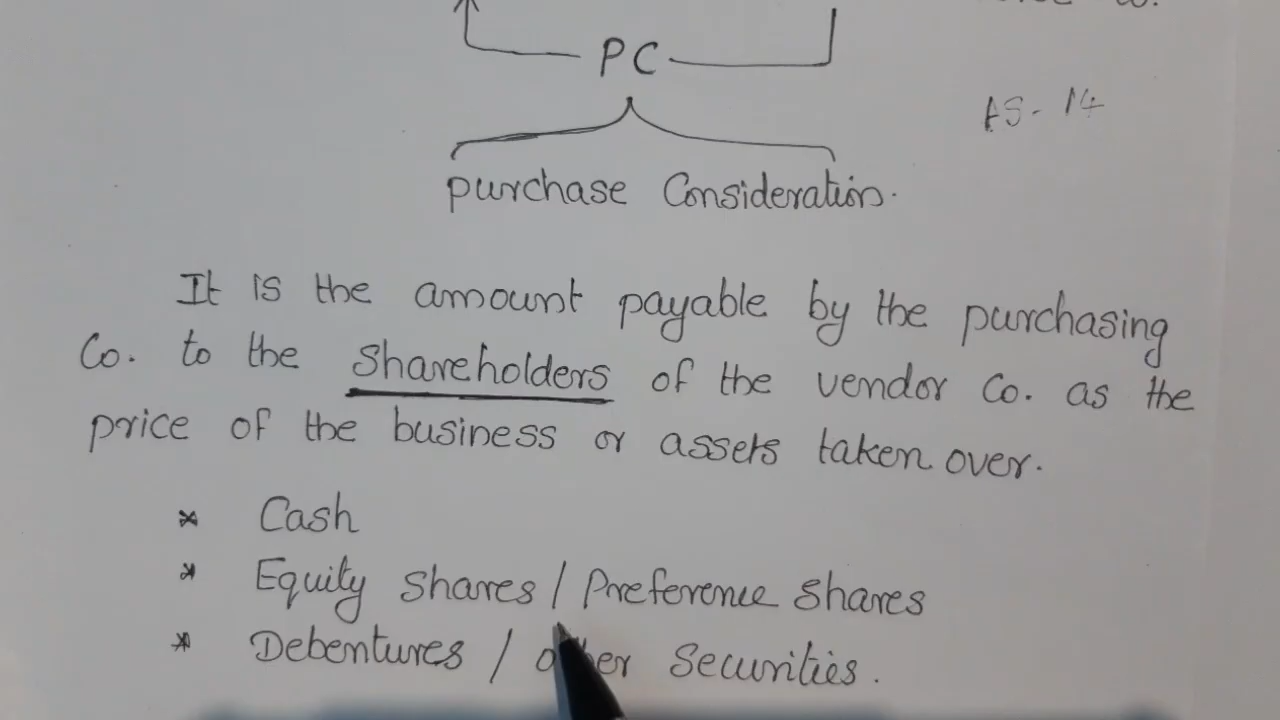 PC
AS-14
purchase Consideration.
It is the amount payable by the purchasing
Co. to the Shareholders of the vendor Co. as the
price of the business or assets taken over.
* Cash
* Equity Shares / Preference Shares
* Debentures / other Securities.